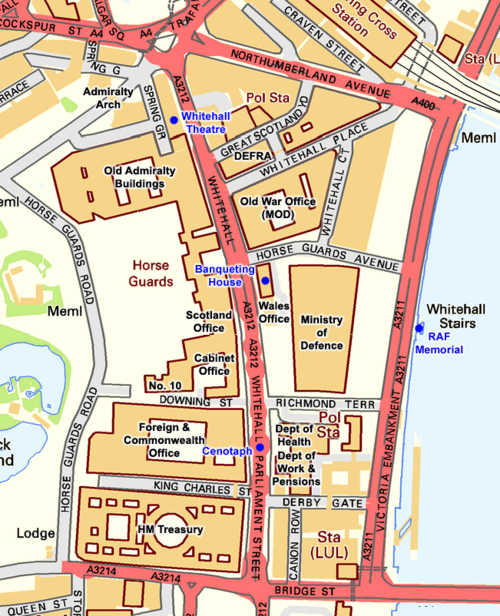 COCKSPUR ST
A4
A4
SPRING G
TRAFA
CRAVEN STREET
STREET
ing Cross
Station
Sta (L
NORTHUMBERLAND AVENUE
A400
A3212
Admiralty
Arch
SPRING GR
Whitehall
Theatre
Pol Sta
GREAT SCOTLAND YD
DEFRA
WHITEHALL PLACE
WHITEHALL CT
Meml
Old Admiralty
Buildings
WHITEHALL
Old War Office
(MOD)
HORSE GUARDS ROAD
HORSE GUARDS AVENUE
Horse
Guards
Banqueting
House
Wales
Office
Meml
Scotland
Office
A3212
A3212
Ministry
of
Defence
A3211
Whitehall
Stairs
RAF
Memorial
A3211
Cabinet
Office
No. 10
DOWNING ST
WHITEHALL
RICHMOND TERR
Pol
Sta
Foreign &
Commonwealth
Office
Cenotaph
Dept of
Health
Dept of
Work &
Pensions
HORSE GUARDS ROAD
KING CHARLES ST
PARLIAMENT STREET
DERBY GATE
VICTORIA EMBANKMENT
HM Treasury
Lodge
CANON ROW
Sta
(LUL)
A3211
A3214
A3214
BRIDGE ST
QUEEN ST
A3212